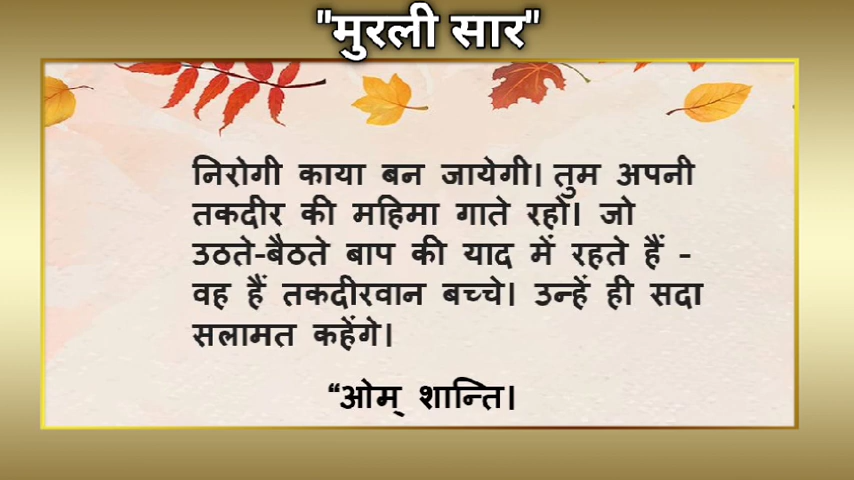 "मुरली सार"
निरोगी काया बन जायेगी। तुम अपनी
तकदीर की महिमा गाते रहो। जो
उठते-बैठते बाप की याद में रहते हैं -
वह हैं तकदीरवान बच्चे। उन्हें ही सदा
सलामत कहेंगे।
“ओम् शान्ति।